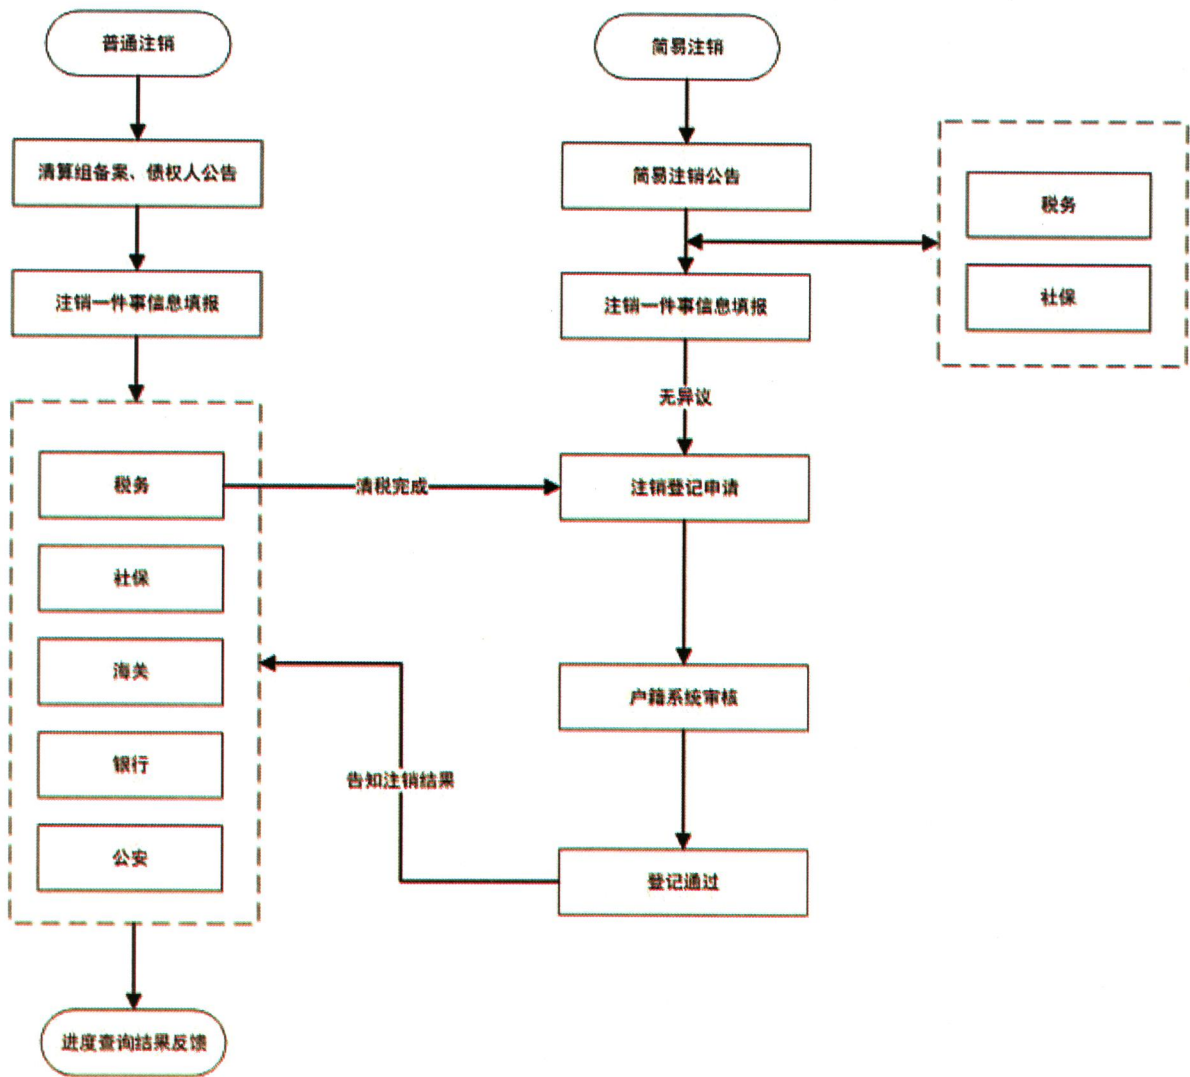 普通注销
简易注销
清算组备案、债权人公告
简易注销公告
税务
社保
注销一件事信息填报
注销一件事信息填报
无异议
税务
清税完成
注销登记申请
社保
海关
户籍系统审核
银行
告知注销结果
公安
登记通过
进度查询结果反馈